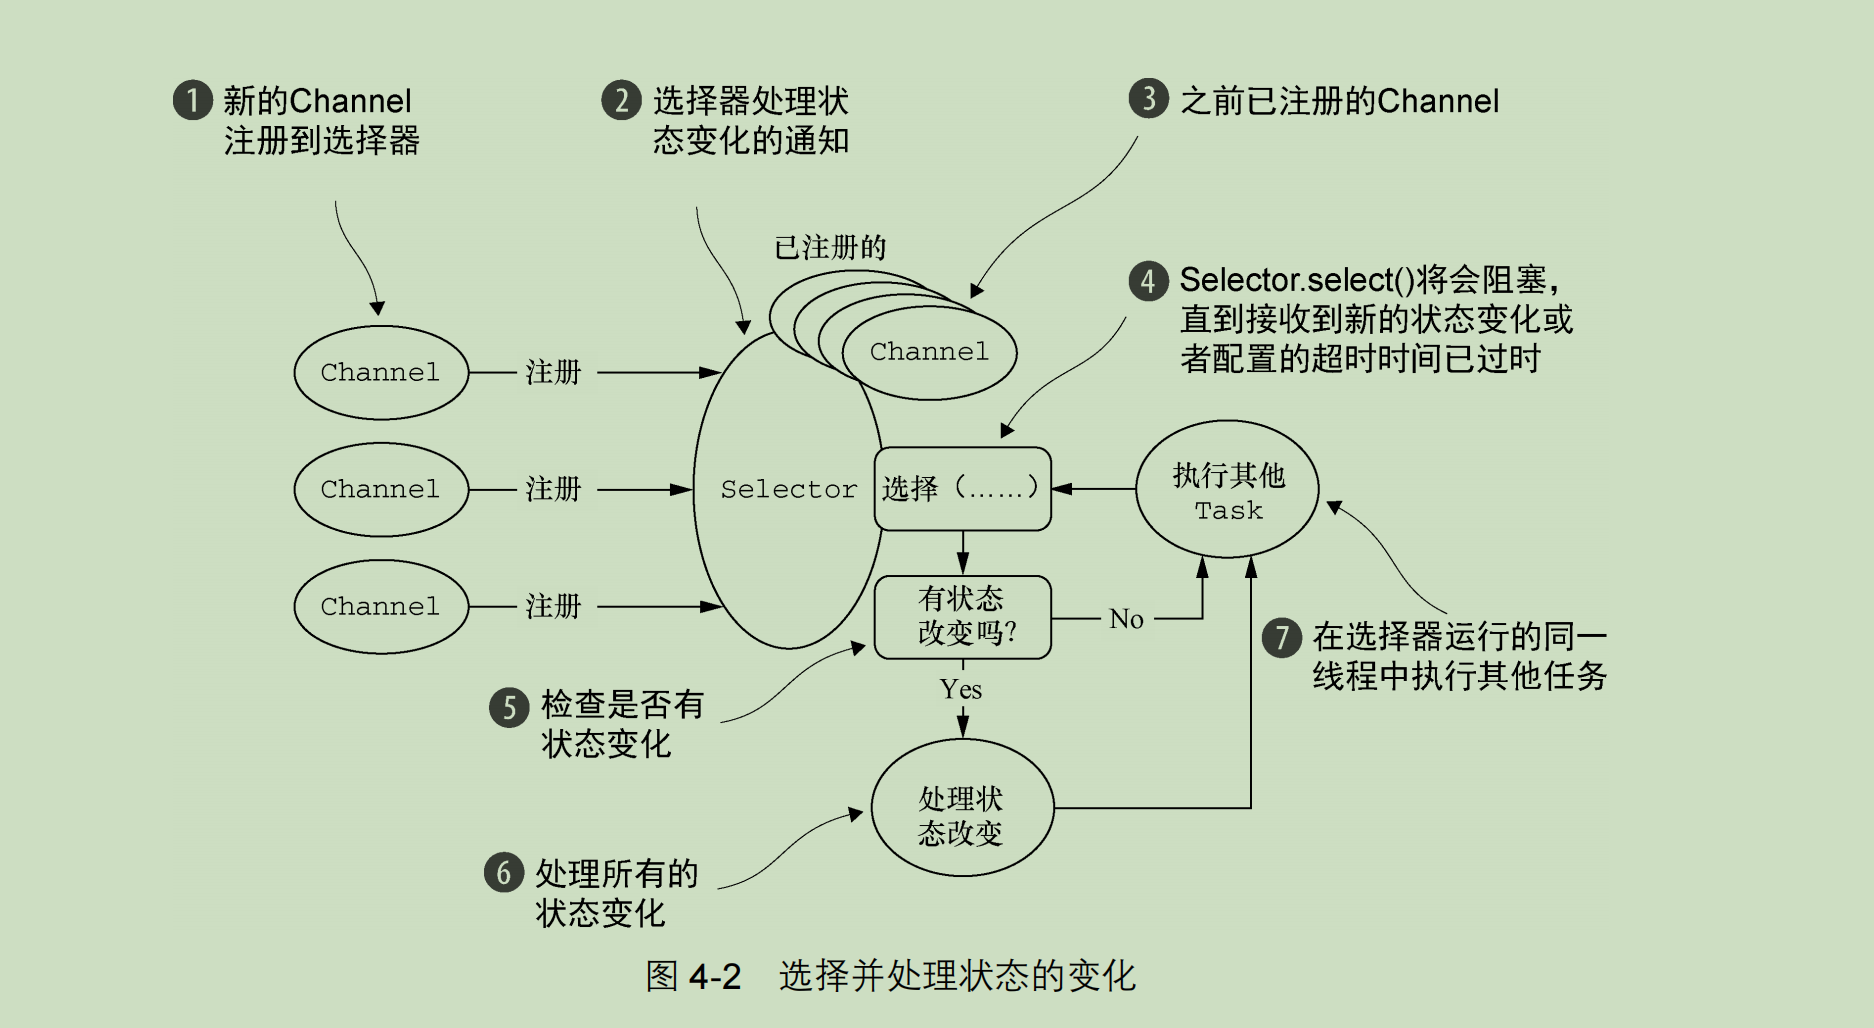 1 新的Channel
注册到选择器
2 选择器处理状
态变化的通知
3 之前已注册的Channel
已注册的
Channel
4 Selector.select()将会阻塞，
直到接收到新的状态变化或
者配置的超时时间已过时
Channel
注册
Channel
注册
Channel
注册
Selector
选择（……）
执行其他
Task
有状态
改变吗？
No
Yes
7 在选择器运行的同一
线程中执行其他任务
5 检查是否有
状态变化
处理状
态改变
6 处理所有的
状态变化
图 4-2 选择并处理状态的变化